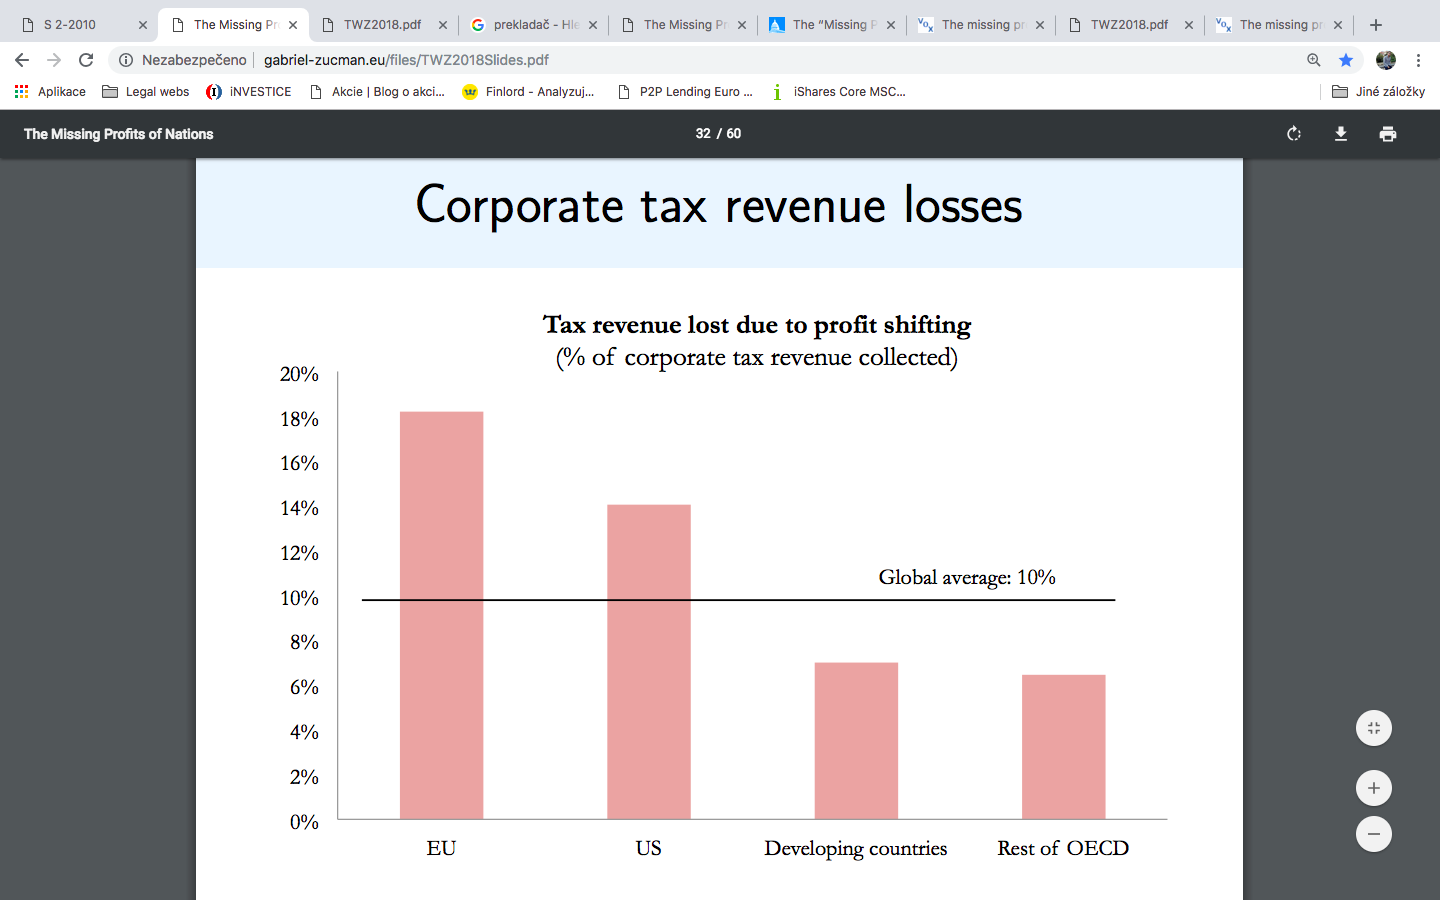 S 2-2010
The Missing Pr
TWZ2018.pdf
prekladač - Hle
The Missing Pr
The “Missing P
The missing pr
TWZ2018.pdf
The missing pr
Nezabezpečeno
gabriel-zucman.eu/files/TWZ2018Slides.pdf
Aplikace
Legal webs
iNVESTICE
Akcie | Blog o akci...
Finlord - Analyzuj...
P2P Lending Euro ...
iShares Core MSC...
Jiné záložky
The Missing Profits of Nations
32 / 60
Corporate tax revenue losses
Tax revenue lost due to profit shifting
(% of corporate tax revenue collected)
20%
18%
16%
14%
12%
10%
8%
6%
4%
2%
0%
Global average: 10%
EU
US
Developing countries
Rest of OECD